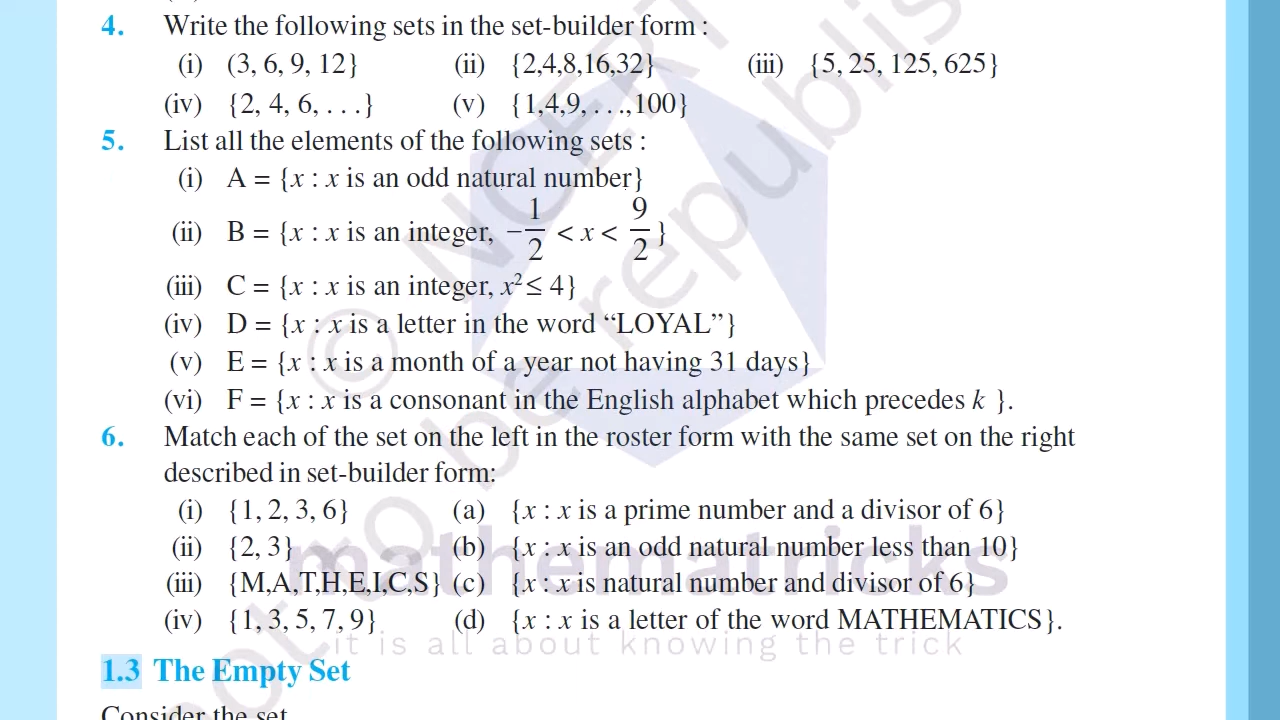 4. Write the following sets in the set-builder form :
(i) (3, 6, 9, 12} (ii) {2,4,8,16,32} (iii) {5, 25, 125, 625}
(iv) {2, 4, 6, . . .} (v) {1,4,9, . . .,100}
5. List all the elements of the following sets :
(i) A = {x : x is an odd natural number}
(ii) B = {x : x is an integer, −1/2 < x < 9/2 }
(iii) C = {x : x is an integer, x² ≤ 4}
(iv) D = {x : x is a letter in the word “LOYAL”}
(v) E = {x : x is a month of a year not having 31 days}
(vi) F = {x : x is a consonant in the English alphabet which precedes k }.
6. Match each of the set on the left in the roster form with the same set on the right
described in set-builder form:
(i) {1, 2, 3, 6} (a) {x : x is a prime number and a divisor of 6}
(ii) {2, 3} (b) {x : x is an odd natural number less than 10}
(iii) {M,A,T,H,E,I,C,S} (c) {x : x is natural number and divisor of 6}
(iv) {1, 3, 5, 7, 9} (d) {x : x is a letter of the word MATHEMATICS}.
1.3 The Empty Set
Consider the set
© NCERT
not to be republis
mathematricks
it is all about knowing the trick